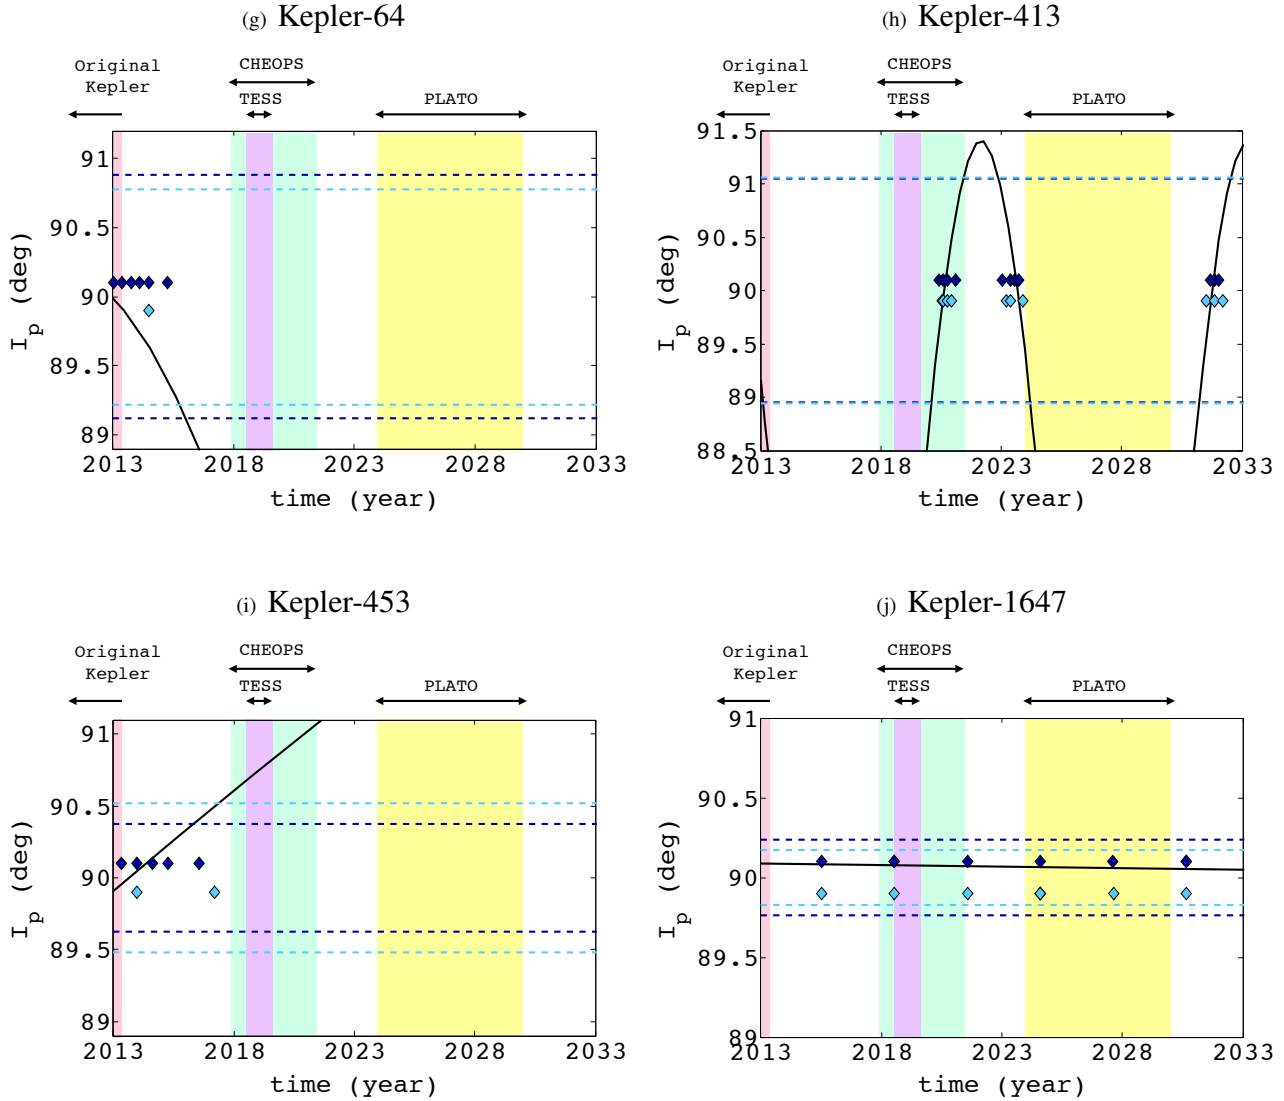 (g) Kepler-64
Original
Kepler
CHEOPS
TESS
PLATO
91
90.5
90
89.5
89
I_p (deg)
2013 2018 2023 2028 2033
time (year)
(h) Kepler-413
Original
Kepler
CHEOPS
TESS
PLATO
91.5
91
90.5
90
89.5
89
88.5
I_p (deg)
2013 2018 2023 2028 2033
time (year)
(i) Kepler-453
Original
Kepler
CHEOPS
TESS
PLATO
91
90.5
90
89.5
89
I_p (deg)
2013 2018 2023 2028 2033
time (year)
(j) Kepler-1647
Original
Kepler
CHEOPS
TESS
PLATO
91
90.5
90
89.5
89
I_p (deg)
2013 2018 2023 2028 2033
time (year)